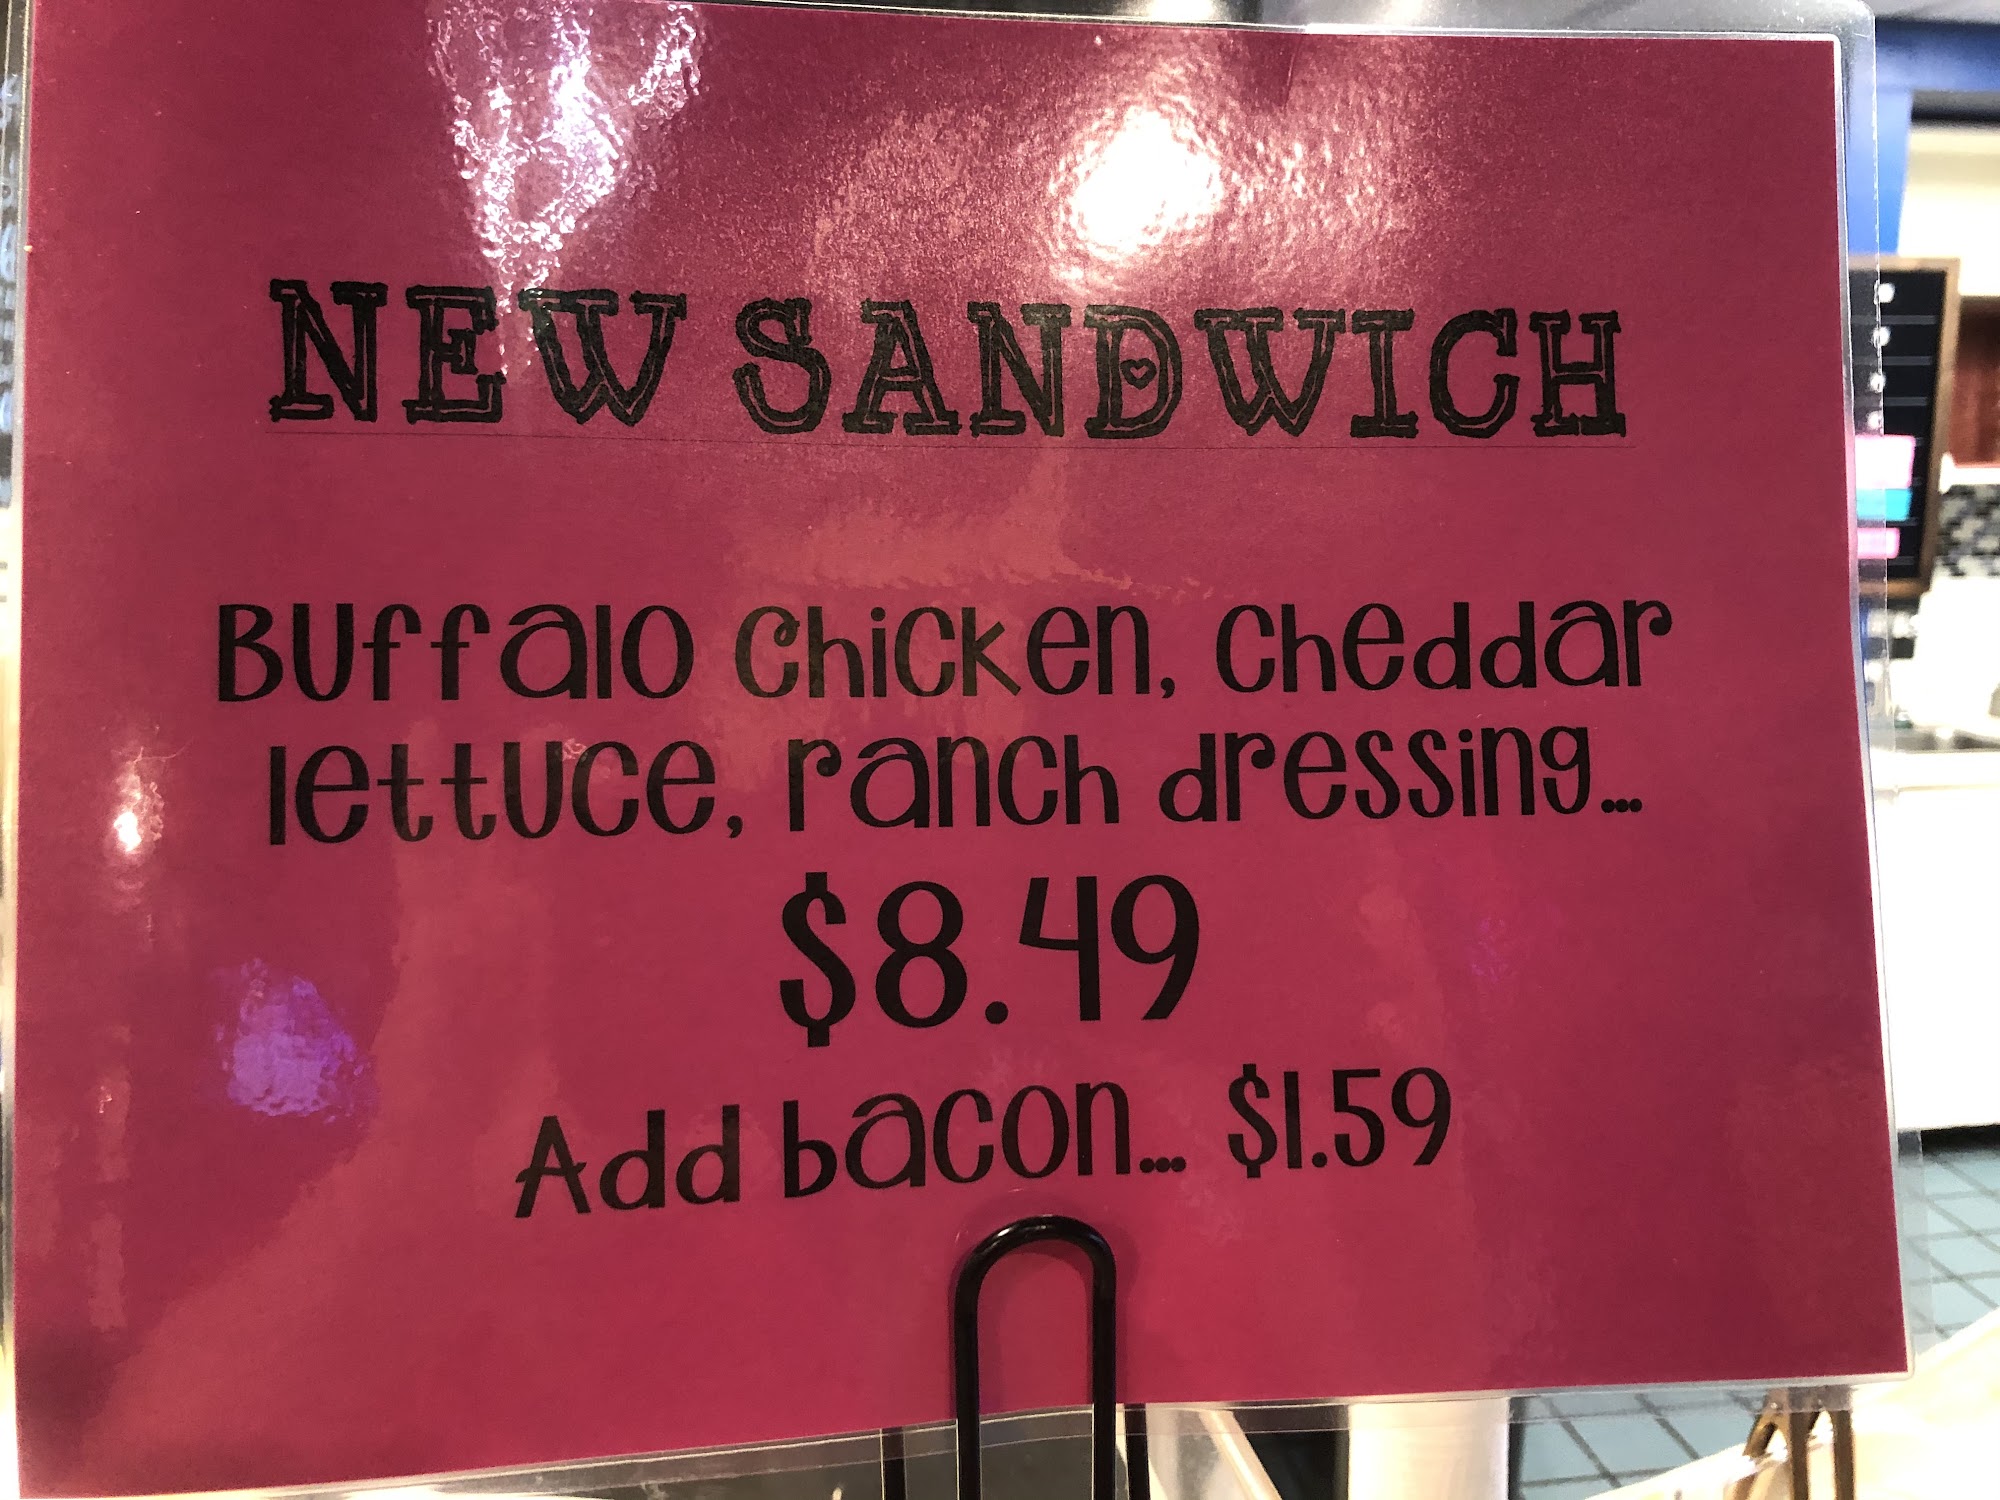 NEW SANDWICH
Buffalo Chicken, Cheddar
lettuce, ranch dressing...
$8.49
Add bacon... $1.59